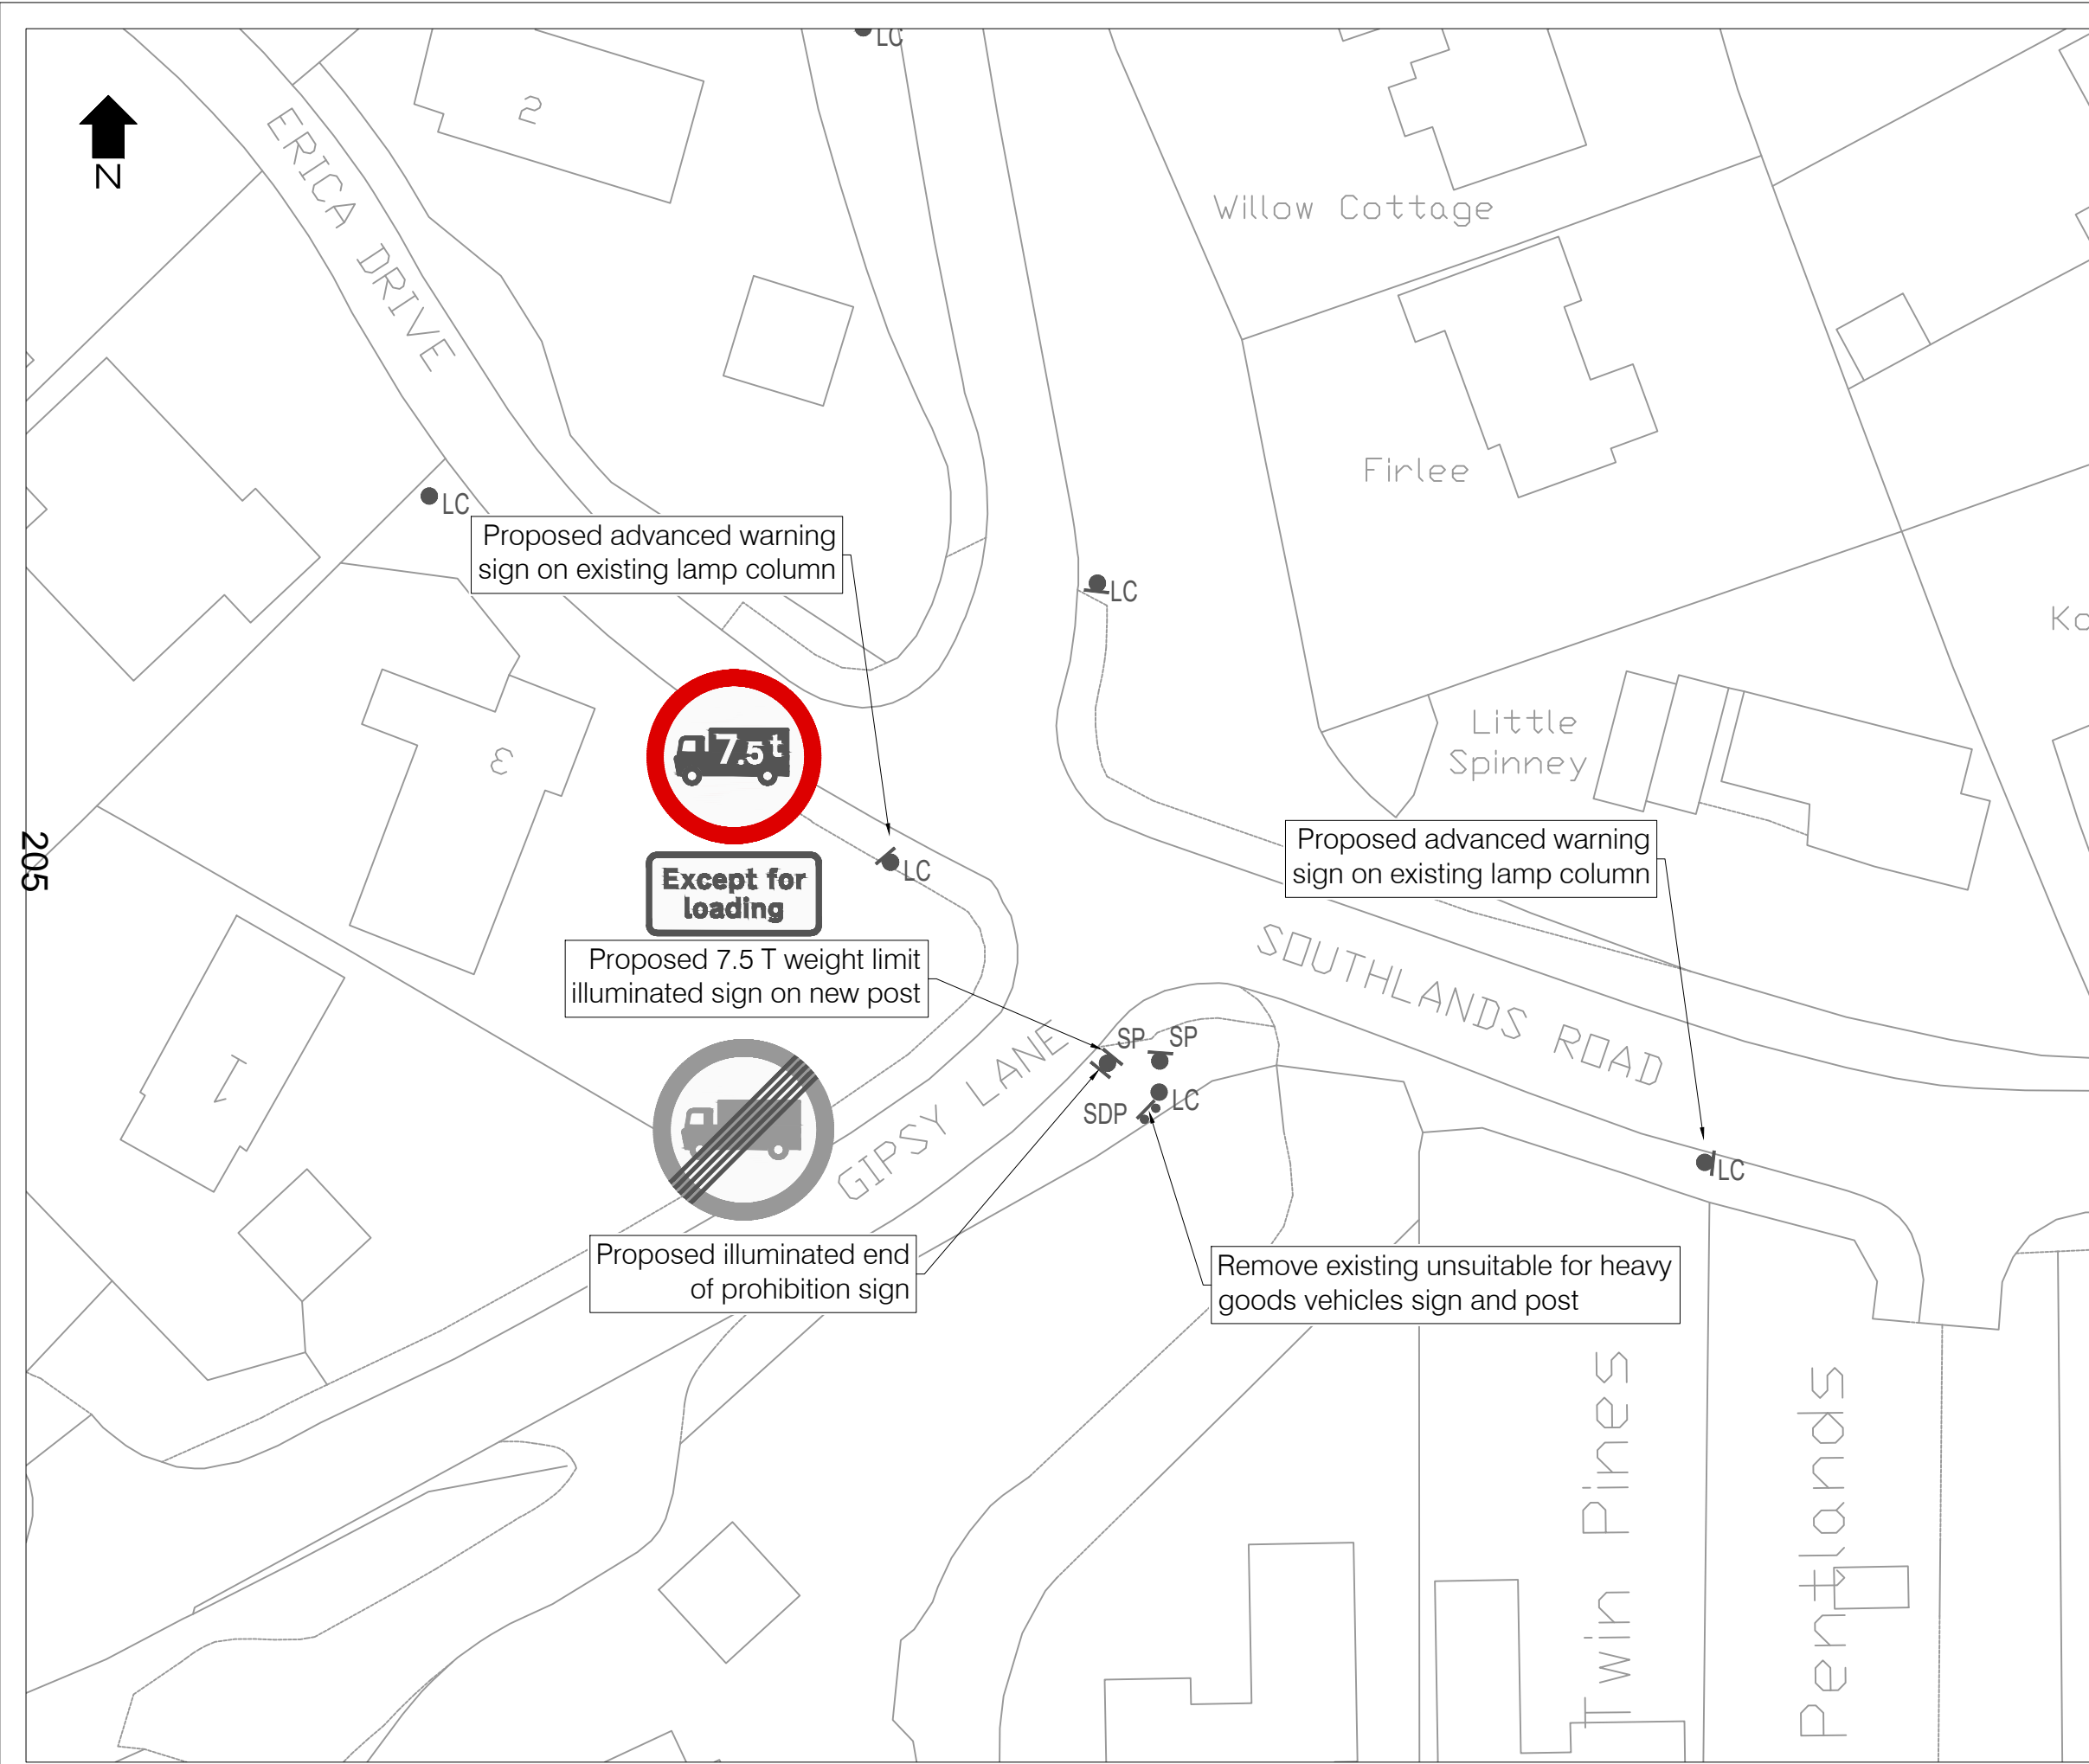 LC
2
N
ERICA DRIVE
Willow Cottage
Firlee
LC
Proposed advanced warning
sign on existing lamp column
LC
Ko
7.5t
3
Little
Spinney
205
Proposed advanced warning
sign on existing lamp column
LC
Except for
loading
SOUTHLANDS ROAD
Proposed 7.5 T weight limit
illuminated sign on new post
GIPSY LANE
SP
SP
LC
SDP
1
LC
Proposed illuminated end
of prohibition sign
Remove existing unsuitable for heavy
goods vehicles sign and post
Twin Pines
Pentlands